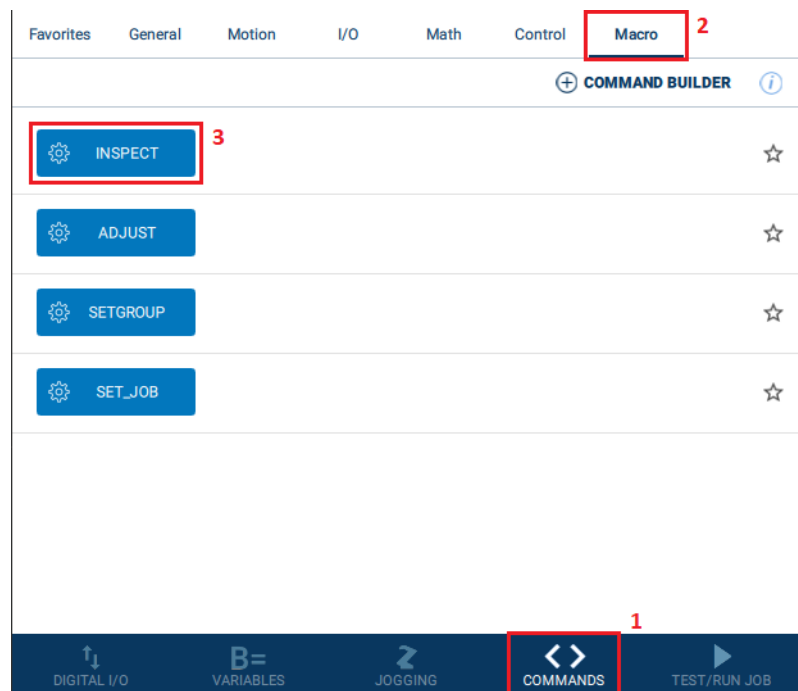 Favorites General Motion I/O Math Control Macro 2
COMMAND BUILDER i
INSPECT 3
ADJUST
SETGROUP
SET_JOB
1
B=
DIGITAL I/O VARIABLES JOGGING COMMANDS TEST/RUN JOB